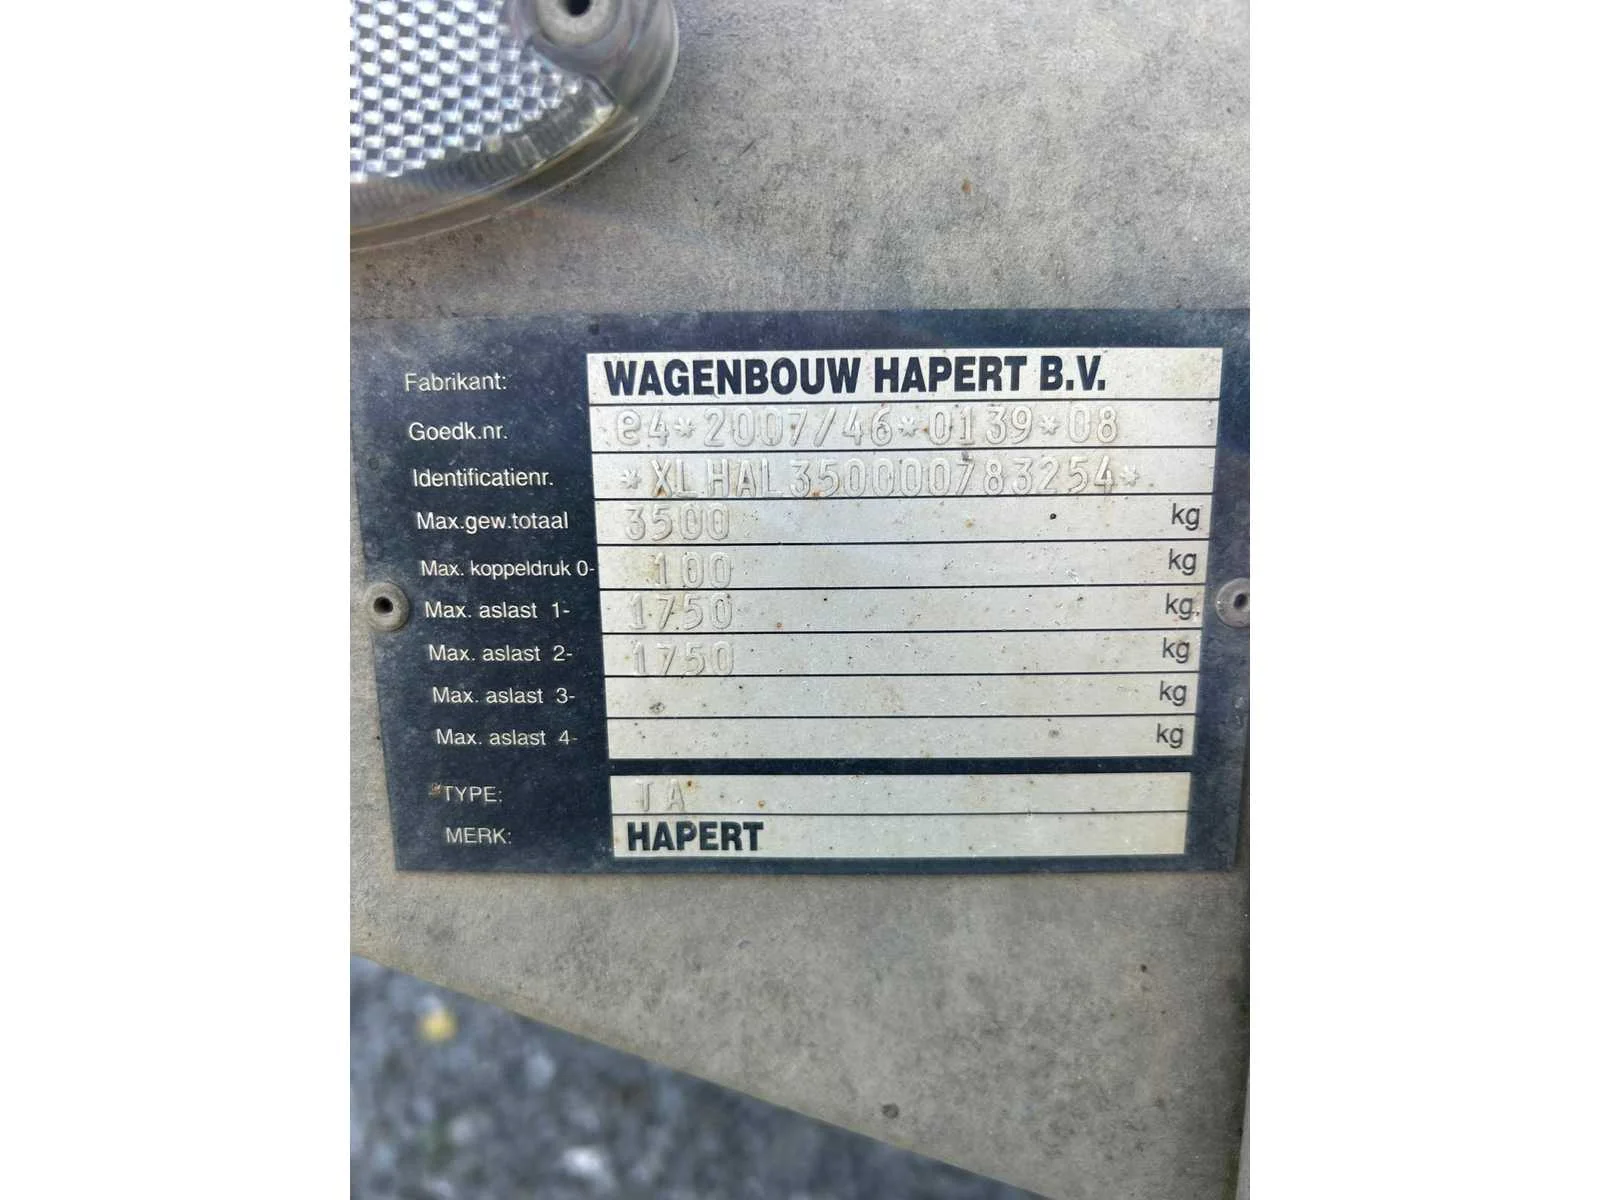 Fabrikant: WAGENBOUW HAPERT B.V.
Goedk.nr. e4*2007/46*0139*08
Identificatienr. *XLHAL350000783254*
Max.gew.totaal 3500 kg
Max. koppeldruk 0- 100 kg
Max. aslast 1- 1750 kg.
Max. aslast 2- 1750 kg
Max. aslast 3- kg
Max. aslast 4- kg
TYPE: TA
MERK: HAPERT